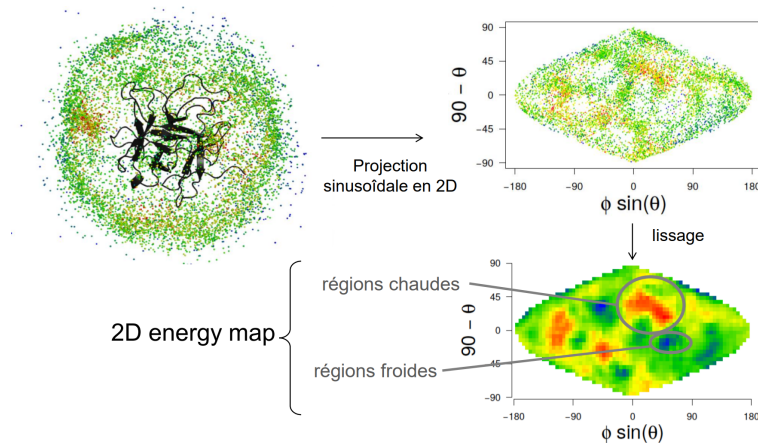 90
45
0
−45
−90
90 − θ
−180
−90
0
90
180
ϕ sin(θ)
Projection
sinusoîdale en 2D
lissage
2D energy map
régions chaudes
régions froides
90
45
0
−45
−90
90 − θ
−180
−90
0
90
180
ϕ sin(θ)